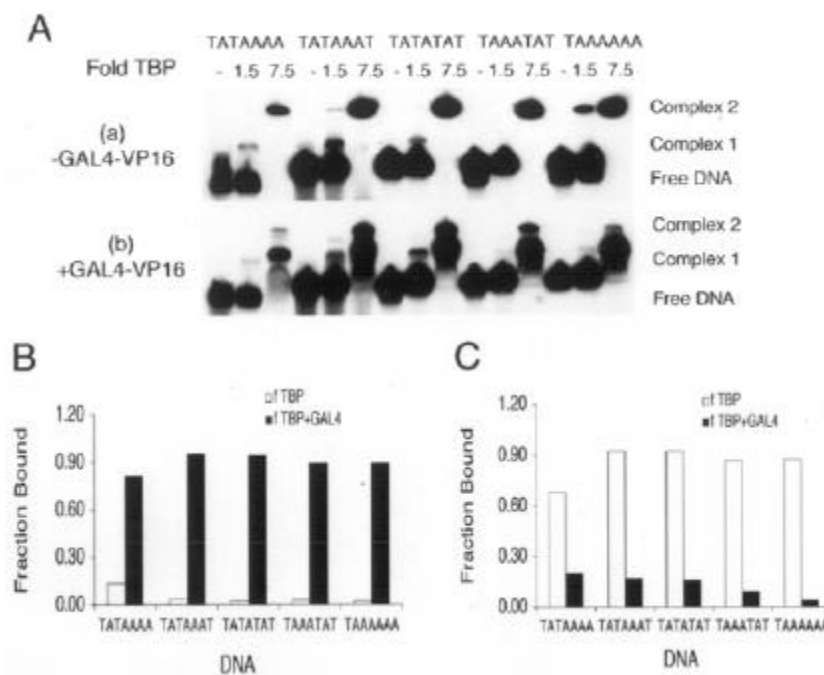 A
TATAAAA TATAAAT TATATAT TAAATAT TAAAAAA
Fold TBP - 1.5 7.5 - 1.5 7.5 - 1.5 7.5 - 1.5 7.5 - 1.5 7.5
(a)
-GAL4-VP16
Complex 2
Complex 1
Free DNA
(b)
+GAL4-VP16
Complex 2
Complex 1
Free DNA
B
f TBP
f TBP+GAL4
Fraction Bound
1.20
0.90
0.60
0.30
0.00
TATAAAA TATAAAT TATATAT TAAATAT TAAAAAA
DNA
C
f TBP
f TBP+GAL4
Fraction Bound
1.20
0.90
0.60
0.30
0.00
TATAAAA TATAAAT TATATAT TAAATAT TAAAAAA
DNA